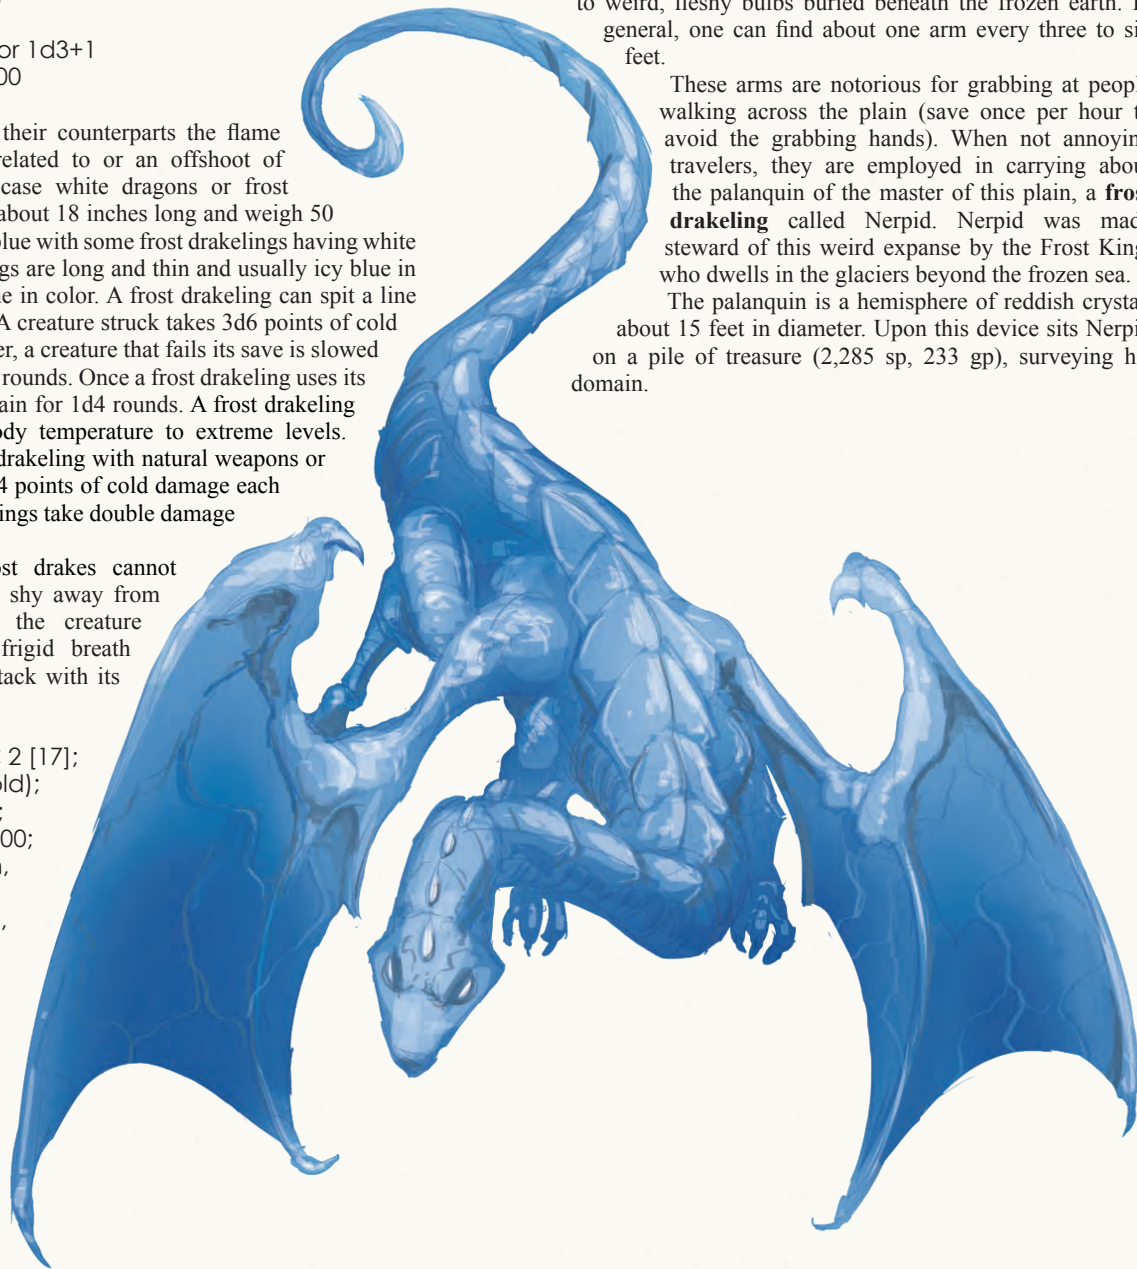 or 1d3+1
00
their counterparts the flame
related to or an offshoot of
case white dragons or frost
about 18 inches long and weigh 50
blue with some frost drakelings having white
gs are long and thin and usually icy blue in
e in color. A frost drakeling can spit a line
A creature struck takes 3d6 points of cold
er, a creature that fails its save is slowed
rounds. Once a frost drakeling uses its
ain for 1d4 rounds. A frost drakeling
ody temperature to extreme levels.
drakeling with natural weapons or
4 points of cold damage each
ings take double damage
ost drakes cannot
shy away from
the creature
frigid breath
tack with its
2 [17];
old);
;
00;
,
,
to weird, fleshy bulbs buried beneath the frozen earth.
general, one can find about one arm every three to si
feet.
These arms are notorious for grabbing at peopl
walking across the plain (save once per hour t
avoid the grabbing hands). When not annoyin
travelers, they are employed in carrying abou
the palanquin of the master of this plain, a fros
drakeling called Nerpid. Nerpid was mad
steward of this weird expanse by the Frost King
who dwells in the glaciers beyond the frozen sea.
The palanquin is a hemisphere of reddish crysta
about 15 feet in diameter. Upon this device sits Nerpi
on a pile of treasure (2,285 sp, 233 gp), surveying h
domain.